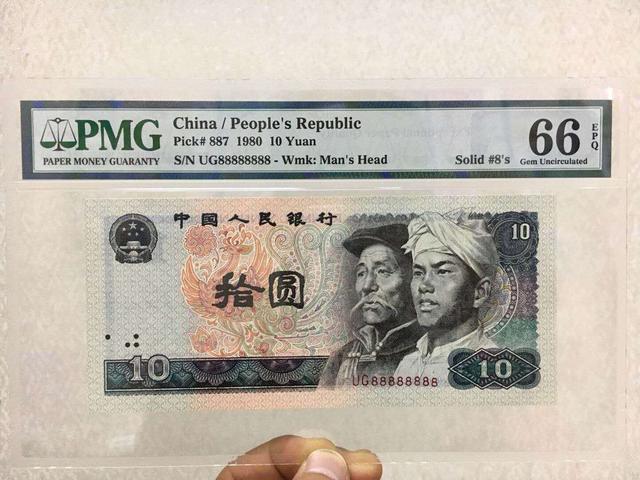 PMG
PAPER MONEY GUARANTY
China / People's Republic
Pick# 887 1980 10 Yuan
S/N UG88888888 - Wmk: Man's Head
Solid #8's
66 EPQ
Gem Uncirculated
中国人民银行
10
拾圆
10
UG88888888
10